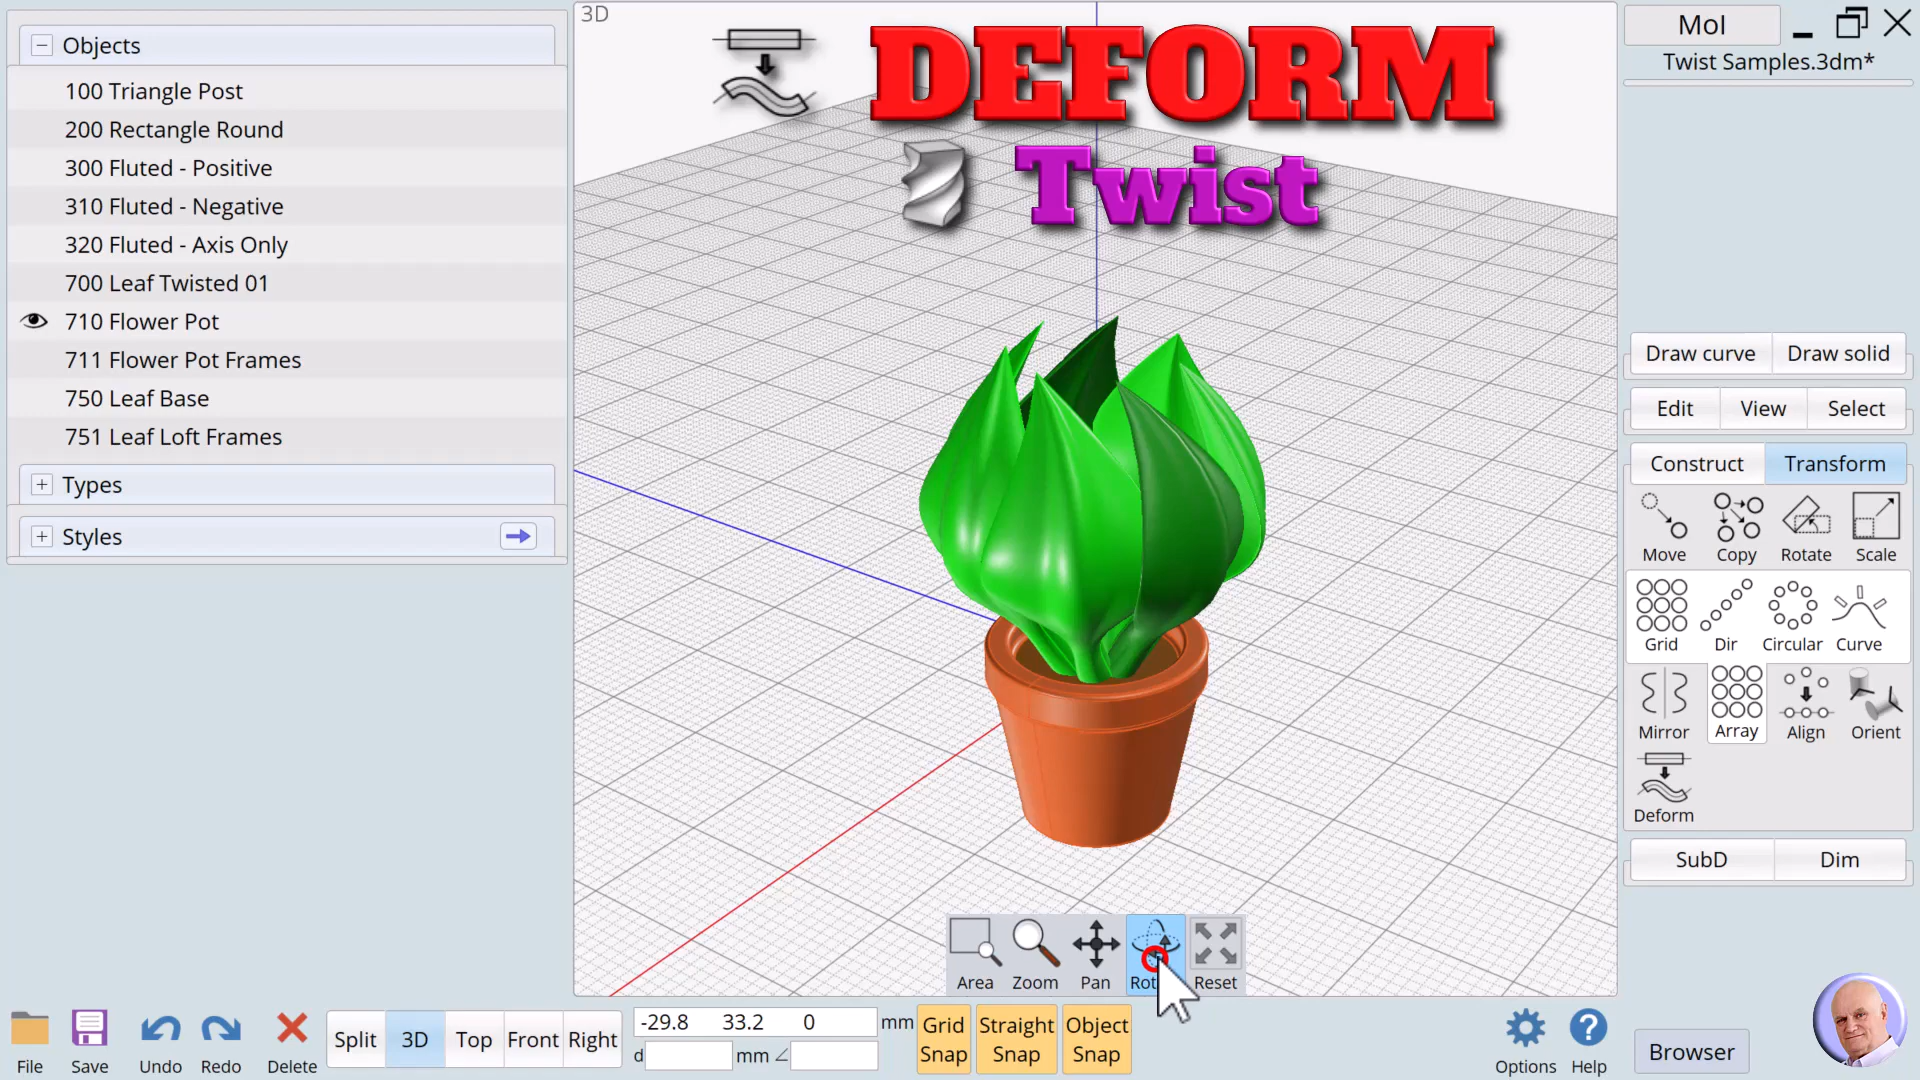 Objects
100 Triangle Post
200 Rectangle Round
300 Fluted - Positive
310 Fluted - Negative
320 Fluted - Axis Only
700 Leaf Twisted 01
710 Flower Pot
711 Flower Pot Frames
750 Leaf Base
751 Leaf Loft Frames
Types
Styles
3D
DEFORM
Twist
MoI
Twist Samples.3dm*
Draw curve Draw solid
Edit View Select
Construct Transform
Move Copy Rotate Scale
Grid Dir Circular Curve
Mirror Array Align Orient
Deform
SubD Dim
Area Zoom Pan Rot Reset
File Save Undo Redo Delete
Split 3D Top Front Right
-29.8 33.2 0 mm
d mm ∠
Grid Snap
Straight Snap
Object Snap
Options Help
Browser